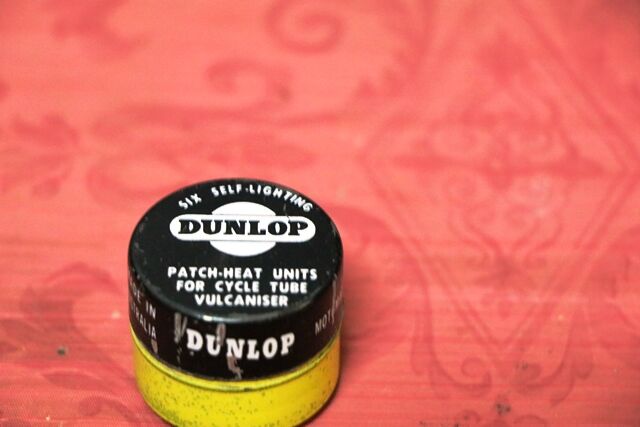 SIX SELF-LIGHTING
DUNLOP
PATCH-HEAT UNITS
FOR CYCLE TUBE
VULCANISER
DUNLOP